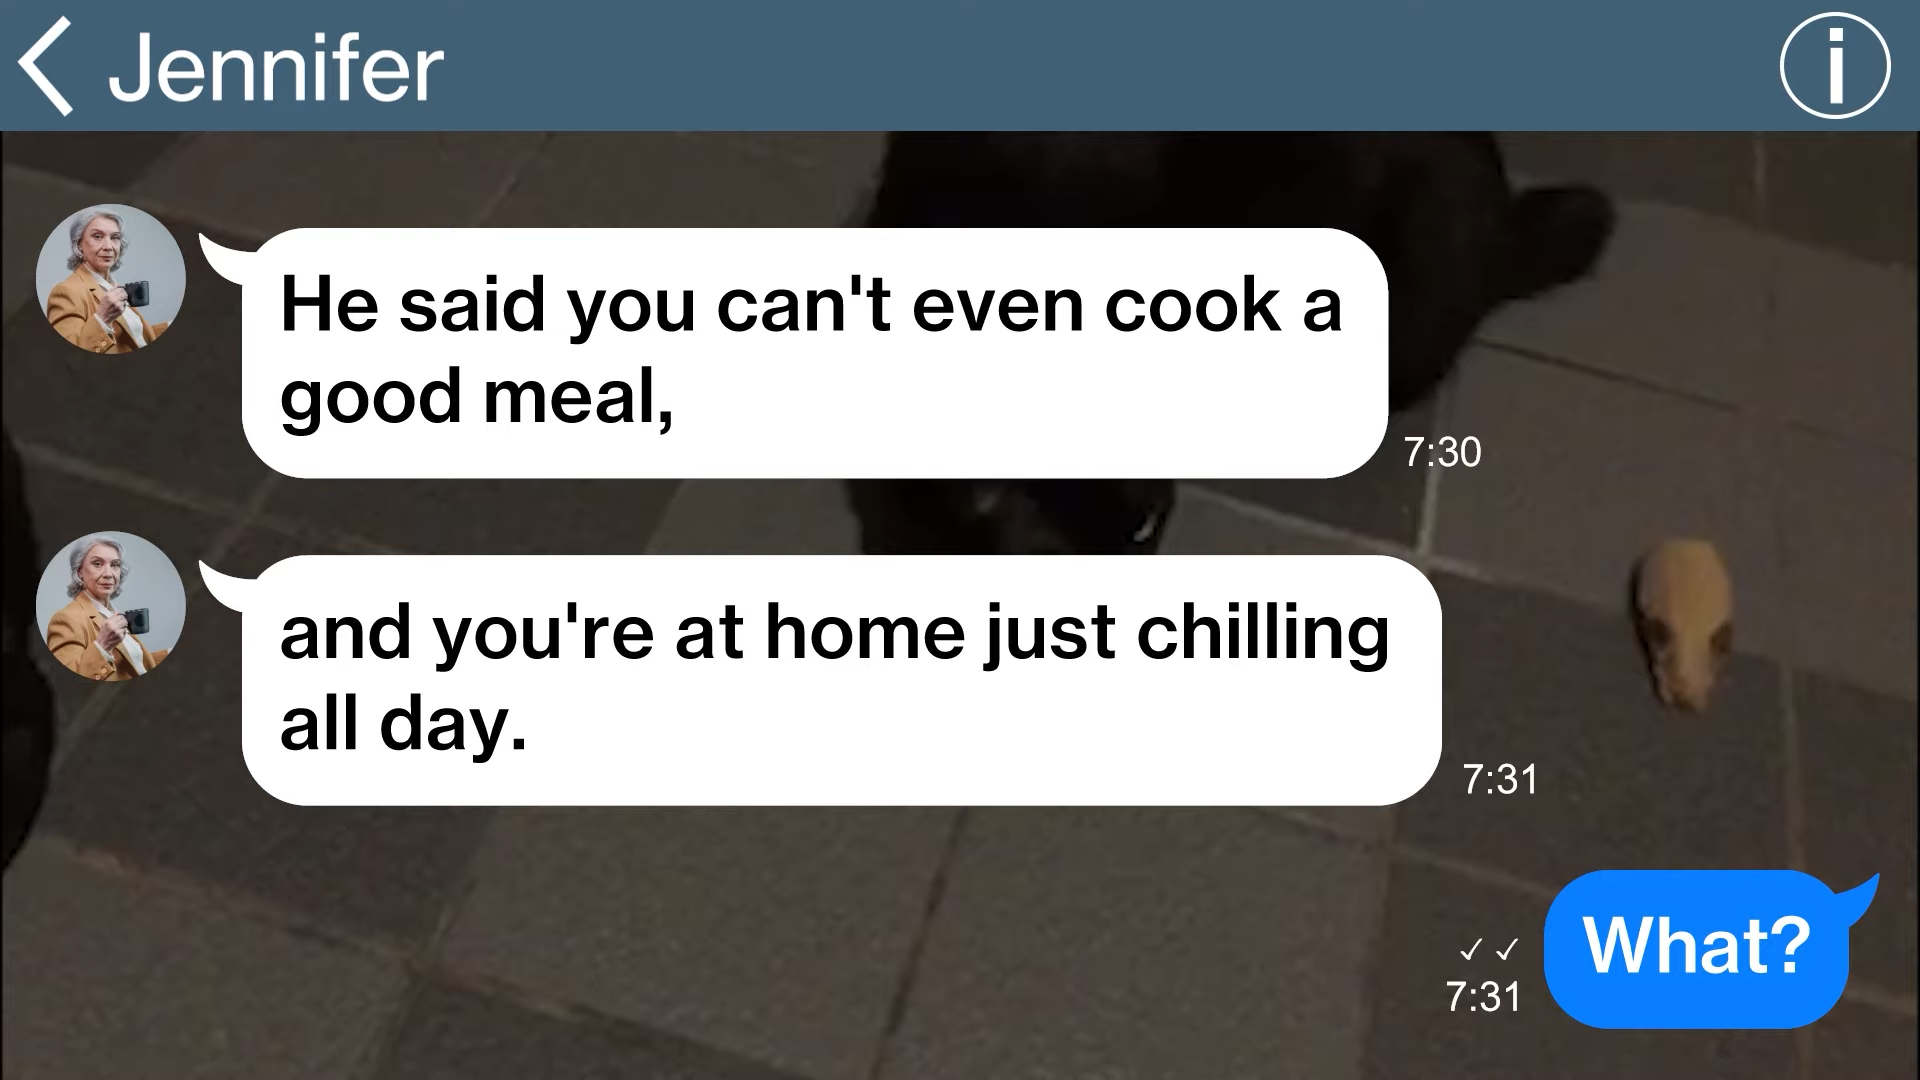 Jennifer
He said you can't even cook a
good meal,
7:30
and you're at home just chilling
all day.
7:31
What?
✓ ✓
7:31